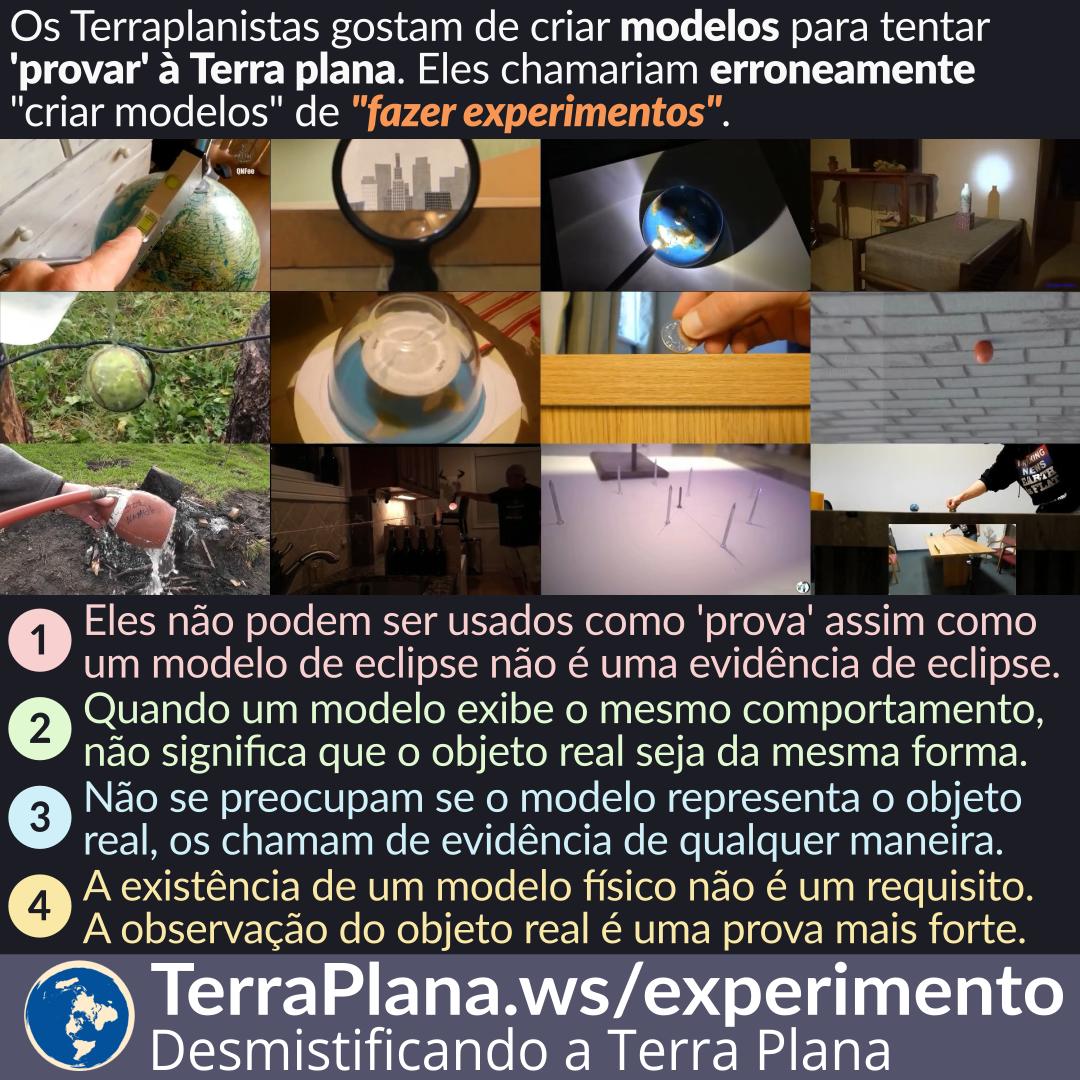 Os Terraplanistas gostam de criar modelos para tentar
'provar' à Terra plana. Eles chamariam erroneamente
"criar modelos" de "fazer experimentos".
QNFee
1 Eles não podem ser usados como 'prova' assim como
um modelo de eclipse não é uma evidência de eclipse.
2 Quando um modelo exibe o mesmo comportamento,
não significa que o objeto real seja da mesma forma.
3 Não se preocupam se o modelo representa o objeto
real, os chamam de evidência de qualquer maneira.
4 A existência de um modelo físico não é um requisito.
A observação do objeto real é uma prova mais forte.
TerraPlana.ws/experimento
Desmistificando a Terra Plana